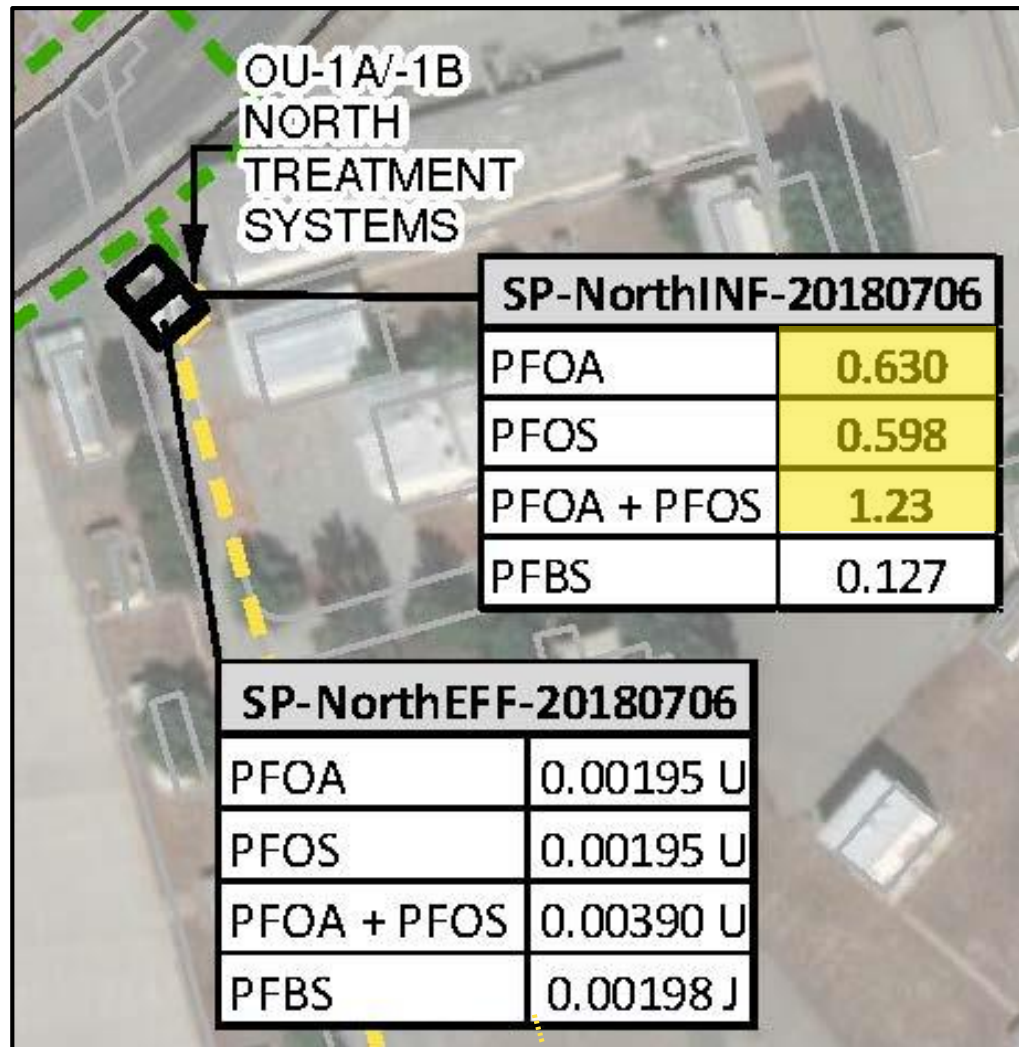 OU-1A/-1B
NORTH
TREATMENT
SYSTEMS
SP-NorthINF-20180706
PFOA 0.630
PFOS 0.598
PFOA + PFOS 1.23
PFBS 0.127
SP-NorthEFF-20180706
PFOA 0.00195 U
PFOS 0.00195 U
PFOA + PFOS 0.00390 U
PFBS 0.00198 J